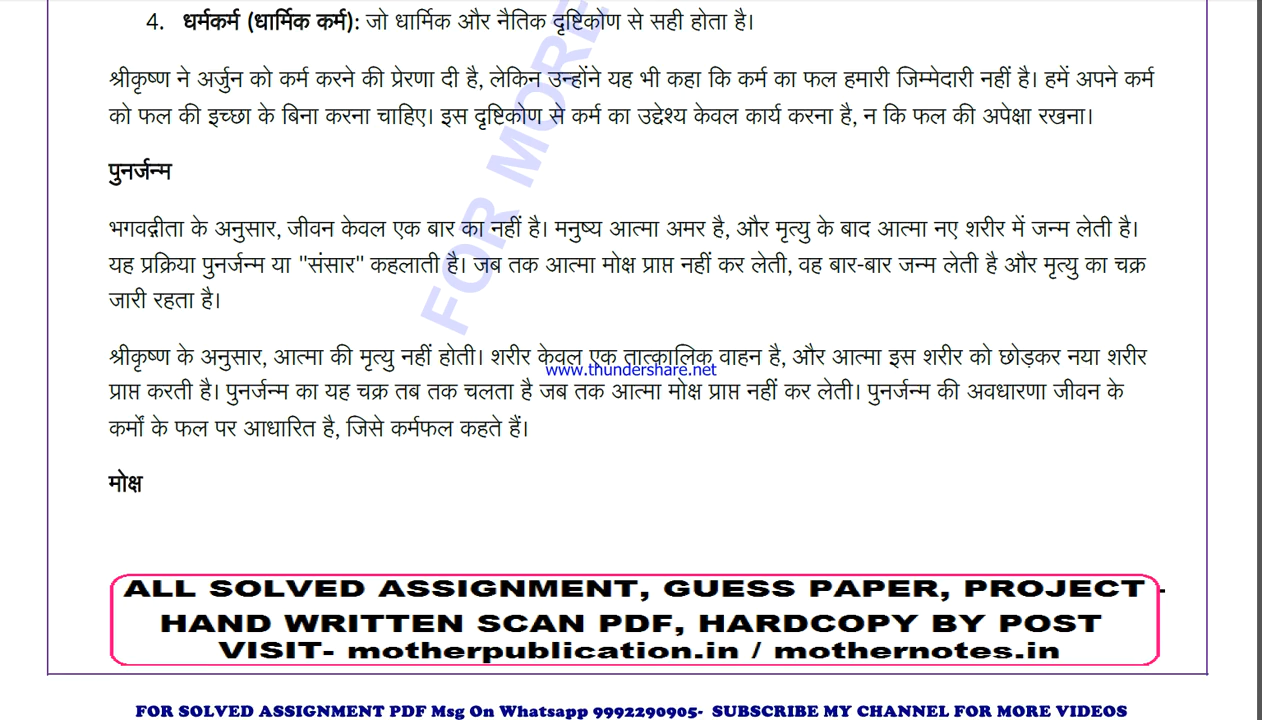 4. धर्मकर्म (धार्मिक कर्म): जो धार्मिक और नैतिक दृष्टिकोण से सही होता है।
श्रीकृष्ण ने अर्जुन को कर्म करने की प्रेरणा दी है, लेकिन उन्होंने यह भी कहा कि कर्म का फल हमारी जिम्मेदारी नहीं है। हमें अपने कर्म
को फल की इच्छा के बिना करना चाहिए। इस दृष्टिकोण से कर्म का उद्देश्य केवल कार्य करना है, न कि फल की अपेक्षा रखना।
पुनर्जन्म
भगवद्गीता के अनुसार, जीवन केवल एक बार का नहीं है। मनुष्य आत्मा अमर है, और मृत्यु के बाद आत्मा नए शरीर में जन्म लेती है।
यह प्रक्रिया पुनर्जन्म या "संसार" कहलाती है। जब तक आत्मा मोक्ष प्राप्त नहीं कर लेती, वह बार-बार जन्म लेती है और मृत्यु का चक्र
जारी रहता है।
श्रीकृष्ण के अनुसार, आत्मा की मृत्यु नहीं होती। शरीर केवल एक तात्कालिक वाहन है, और आत्मा इस शरीर को छोड़कर नया शरीर
www.thundershare.net
प्राप्त करती है। पुनर्जन्म का यह चक्र तब तक चलता है जब तक आत्मा मोक्ष प्राप्त नहीं कर लेती। पुनर्जन्म की अवधारणा जीवन के
कर्मों के फल पर आधारित है, जिसे कर्मफल कहते हैं।
मोक्ष
FOR MORE
ALL SOLVED ASSIGNMENT, GUESS PAPER, PROJECT -
HAND WRITTEN SCAN PDF, HARDCOPY BY POST
VISIT- motherpublication.in / mothernotes.in
FOR SOLVED ASSIGNMENT PDF Msg On Whatsapp 9992290905- SUBSCRIBE MY CHANNEL FOR MORE VIDEOS